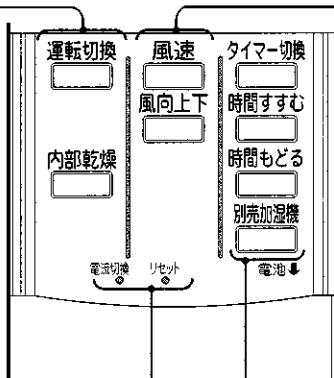 運転切換
風速
タイマー切換
風向上下
時間すすむ
内部乾燥
時間もどる
別売加湿機
電流切換
リセット
電池⬇